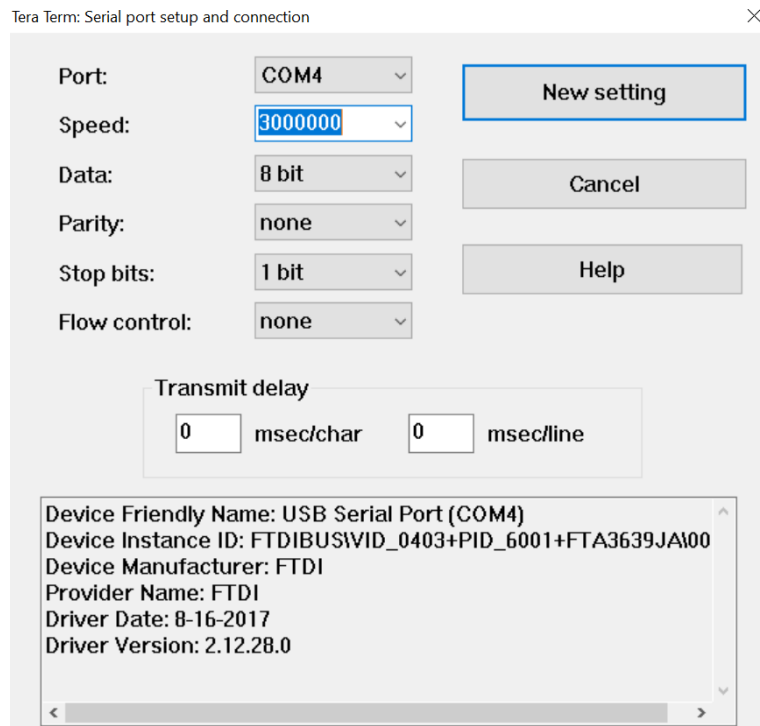 Tera Term: Serial port setup and connection
Port: COM4 New setting
Speed: 3000000
Data: 8 bit Cancel
Parity: none
Stop bits: 1 bit Help
Flow control: none
Transmit delay
0 msec/char 0 msec/line
Device Friendly Name: USB Serial Port (COM4)
Device Instance ID: FTDIBUS\VID_0403+PID_6001+FTA3639JA\00
Device Manufacturer: FTDI
Provider Name: FTDI
Driver Date: 8-16-2017
Driver Version: 2.12.28.0